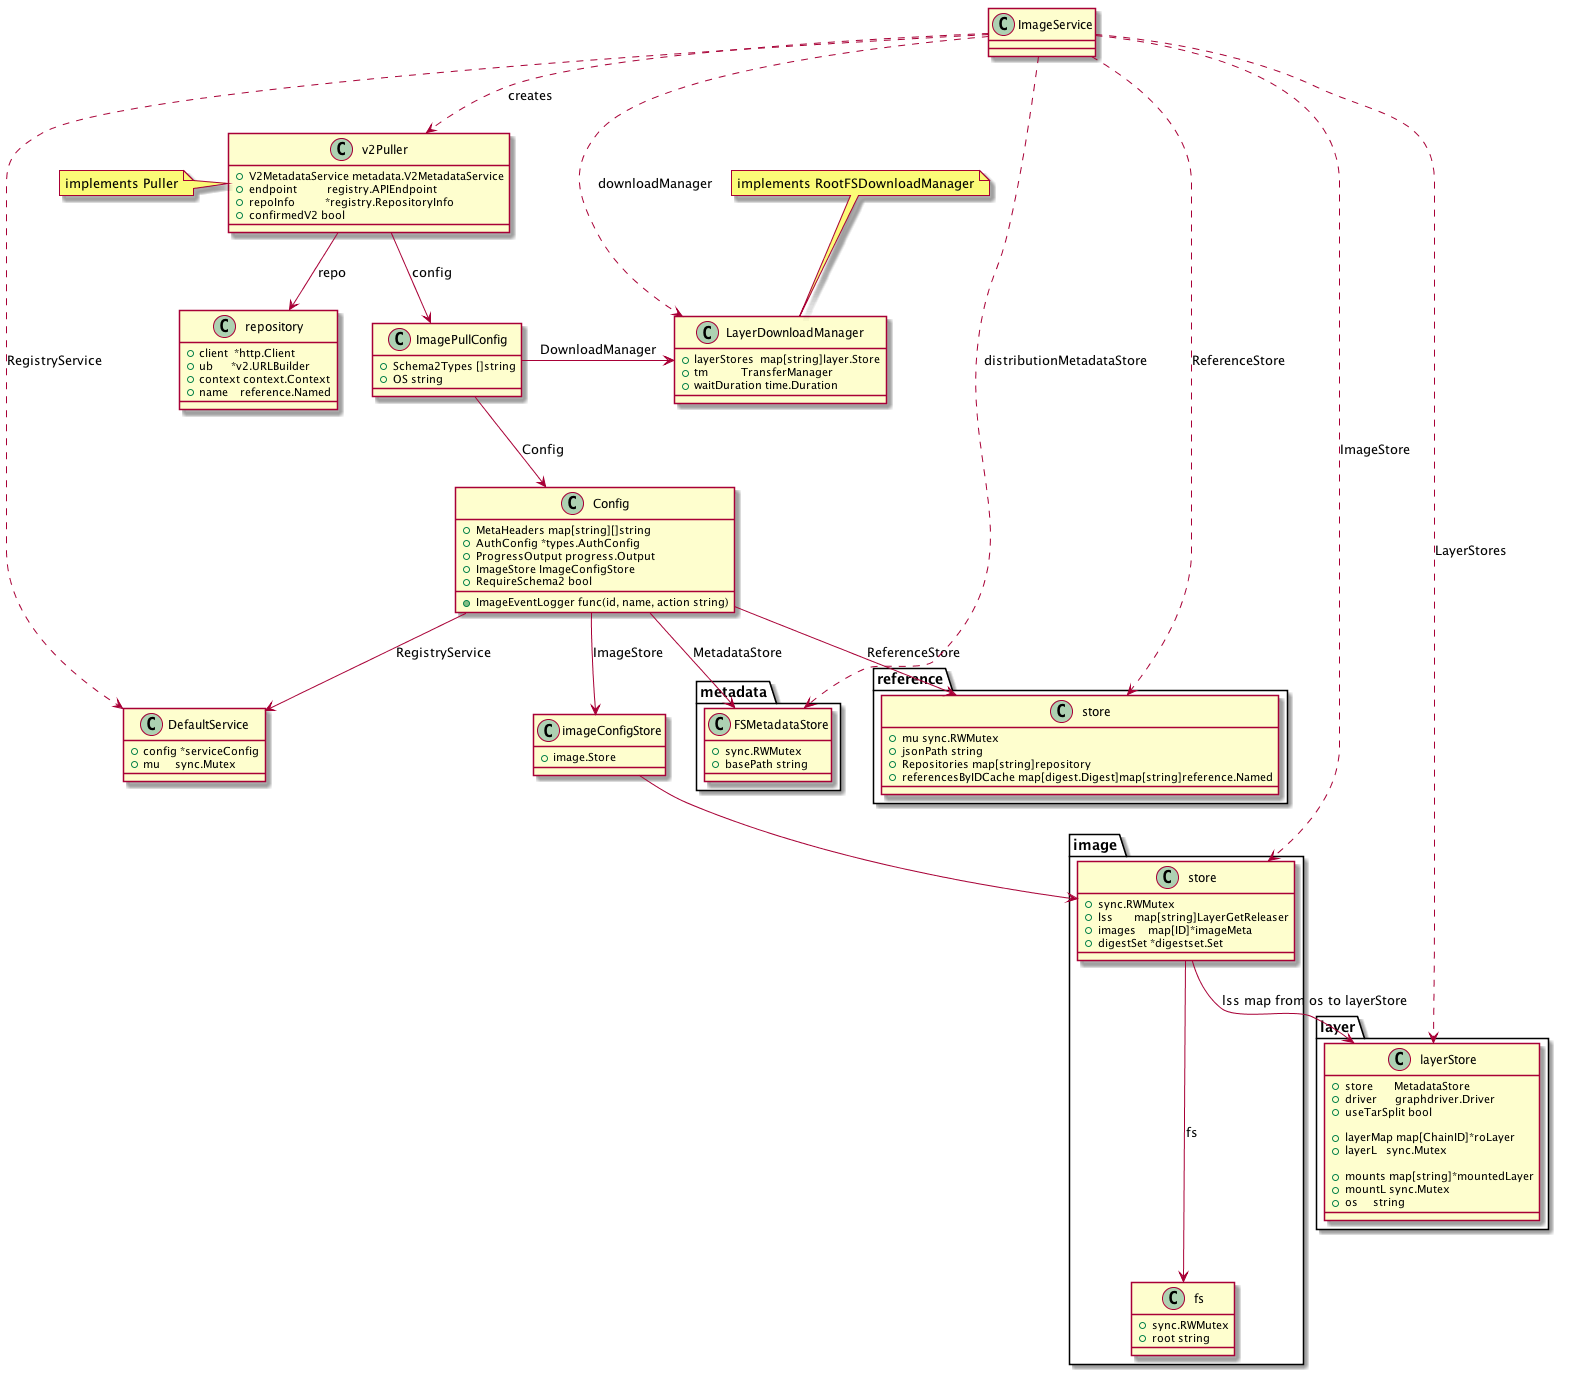 C ImageService
creates
C v2Puller
V2MetadataService metadata.V2MetadataService
endpoint registry.APIEndpoint
repoInfo *registry.RepositoryInfo
confirmedV2 bool
implements Puller
downloadManager
implements RootFSDownloadManager
repo
config
C repository
client *http.Client
ub *v2.URLBuilder
context context.Context
name reference.Named
C ImagePullConfig
Schema2Types []string
OS string
DownloadManager
C LayerDownloadManager
layerStores map[string]layer.Store
tm TransferManager
waitDuration time.Duration
RegistryService
distributionMetadataStore
ReferenceStore
Config
ImageStore
C Config
MetaHeaders map[string][]string
AuthConfig *types.AuthConfig
ProgressOutput progress.Output
ImageStore ImageConfigStore
RequireSchema2 bool
ImageEventLogger func(id, name, action string)
LayerStores
RegistryService
ImageStore
MetadataStore
ReferenceStore
C DefaultService
config *serviceConfig
mu sync.Mutex
C imageConfigStore
image.Store
metadata
C FSMetadataStore
sync.RWMutex
basePath string
reference
C store
mu sync.RWMutex
jsonPath string
Repositories map[string]repository
referencesByIDCache map[digest.Digest]map[string]reference.Named
image
C store
sync.RWMutex
lss map[string]LayerGetReleaser
images map[ID]*imageMeta
digestSet *digestset.Set
lss map from os to layerStore
layer
C layerStore
store MetadataStore
driver graphdriver.Driver
useTarSplit bool
layerMap map[ChainID]*roLayer
layerL sync.Mutex
mounts map[string]*mountedLayer
mountL sync.Mutex
os string
fs
C fs
sync.RWMutex
root string